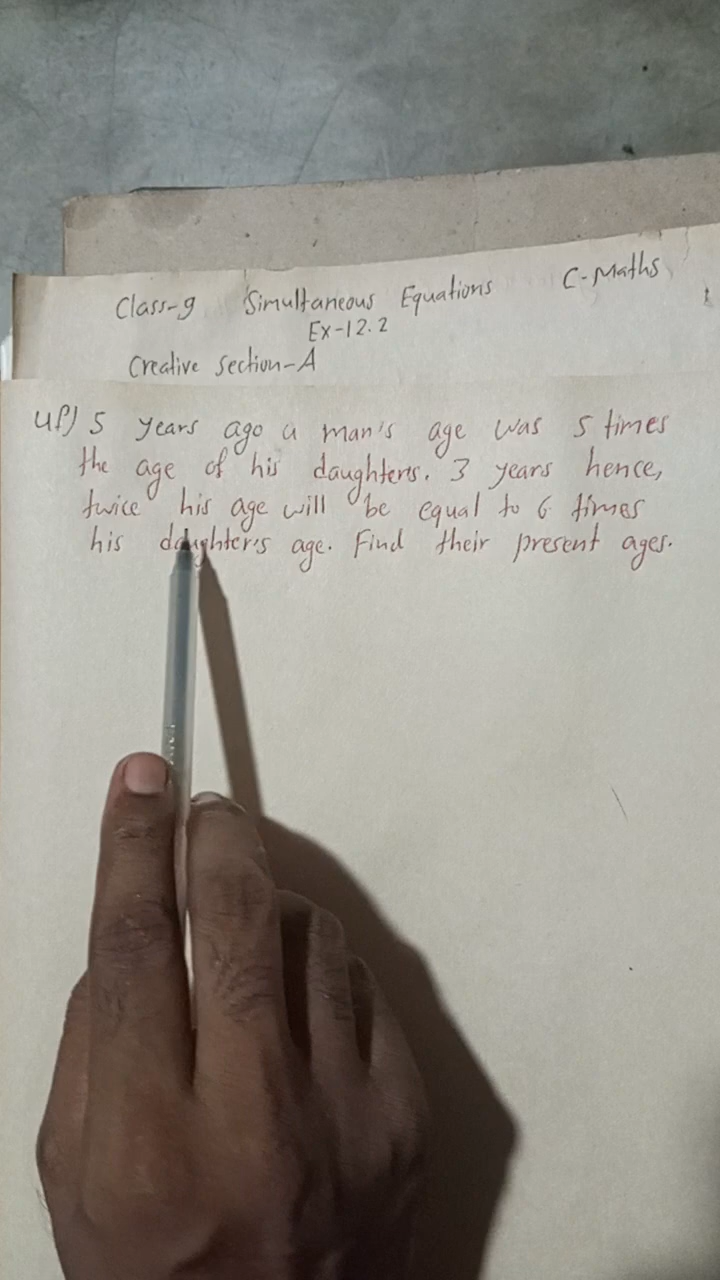 Class-9 Simultaneous Equations C-Maths
Ex-12.2
Creative Section-A
4f) 5 years ago a man's age was 5 times
the age of his daughters. 3 years hence,
twice his age will be equal to 6 times
his daughter's age. Find their present ages.